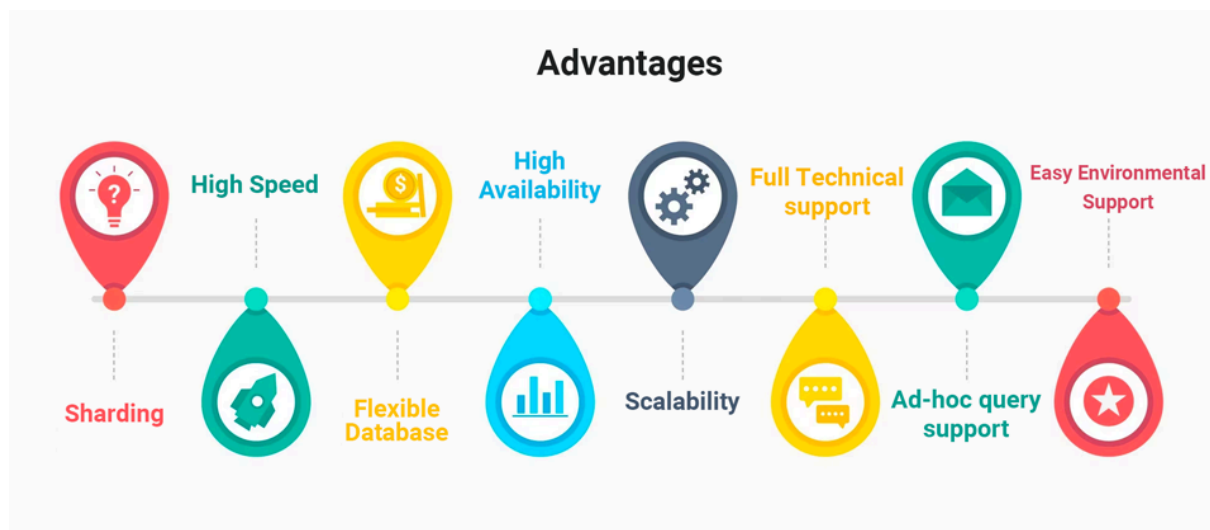 Advantages
Sharding
High Speed
Flexible
Database
High
Availability
Scalability
Full Technical
support
Ad-hoc query
support
Easy Environmental
Support